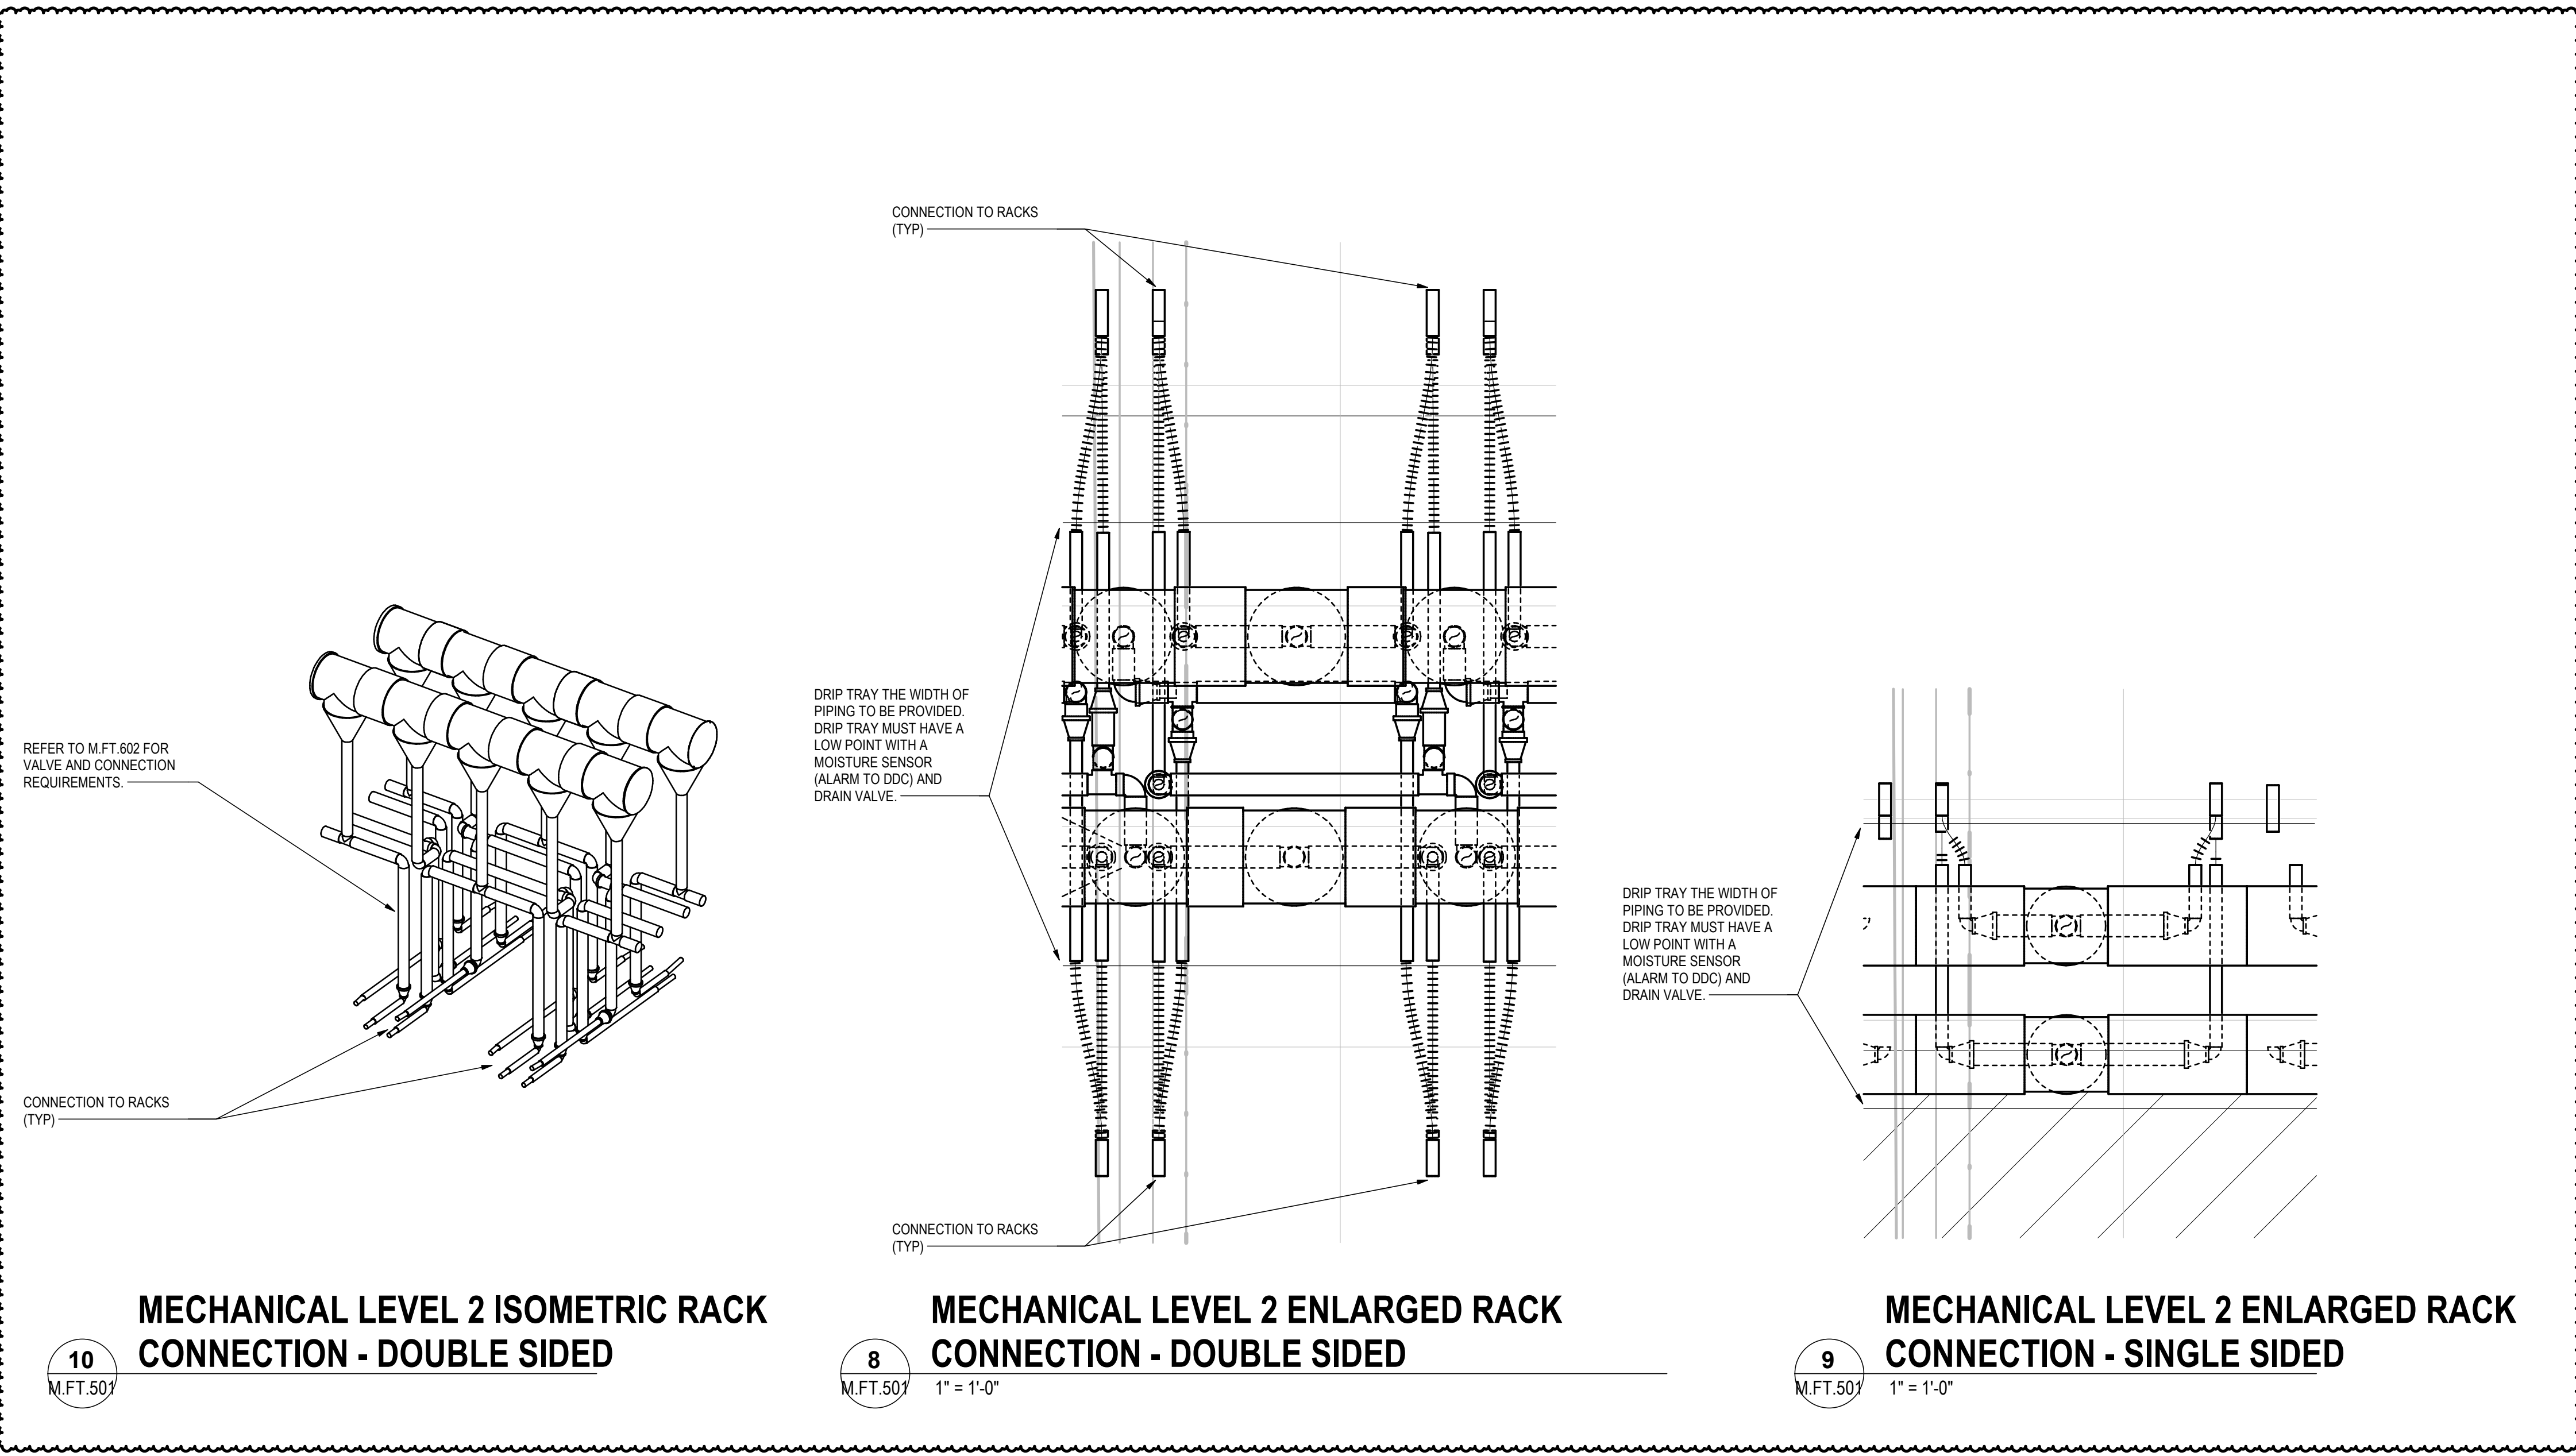 CONNECTION TO RACKS
(TYP)
DRIP TRAY THE WIDTH OF
PIPING TO BE PROVIDED.
DRIP TRAY MUST HAVE A
LOW POINT WITH A
MOISTURE SENSOR
(ALARM TO DDC) AND
DRAIN VALVE.
REFER TO M.FT.602 FOR
VALVE AND CONNECTION
REQUIREMENTS.
DRIP TRAY THE WIDTH OF
PIPING TO BE PROVIDED.
DRIP TRAY MUST HAVE A
LOW POINT WITH A
MOISTURE SENSOR
(ALARM TO DDC) AND
DRAIN VALVE.
CONNECTION TO RACKS
(TYP)
CONNECTION TO RACKS
(TYP)
MECHANICAL LEVEL 2 ISOMETRIC RACK
CONNECTION - DOUBLE SIDED
10
M.FT.501
MECHANICAL LEVEL 2 ENLARGED RACK
CONNECTION - DOUBLE SIDED
8
M.FT.501
1" = 1'-0"
MECHANICAL LEVEL 2 ENLARGED RACK
CONNECTION - SINGLE SIDED
9
M.FT.501
1" = 1'-0"